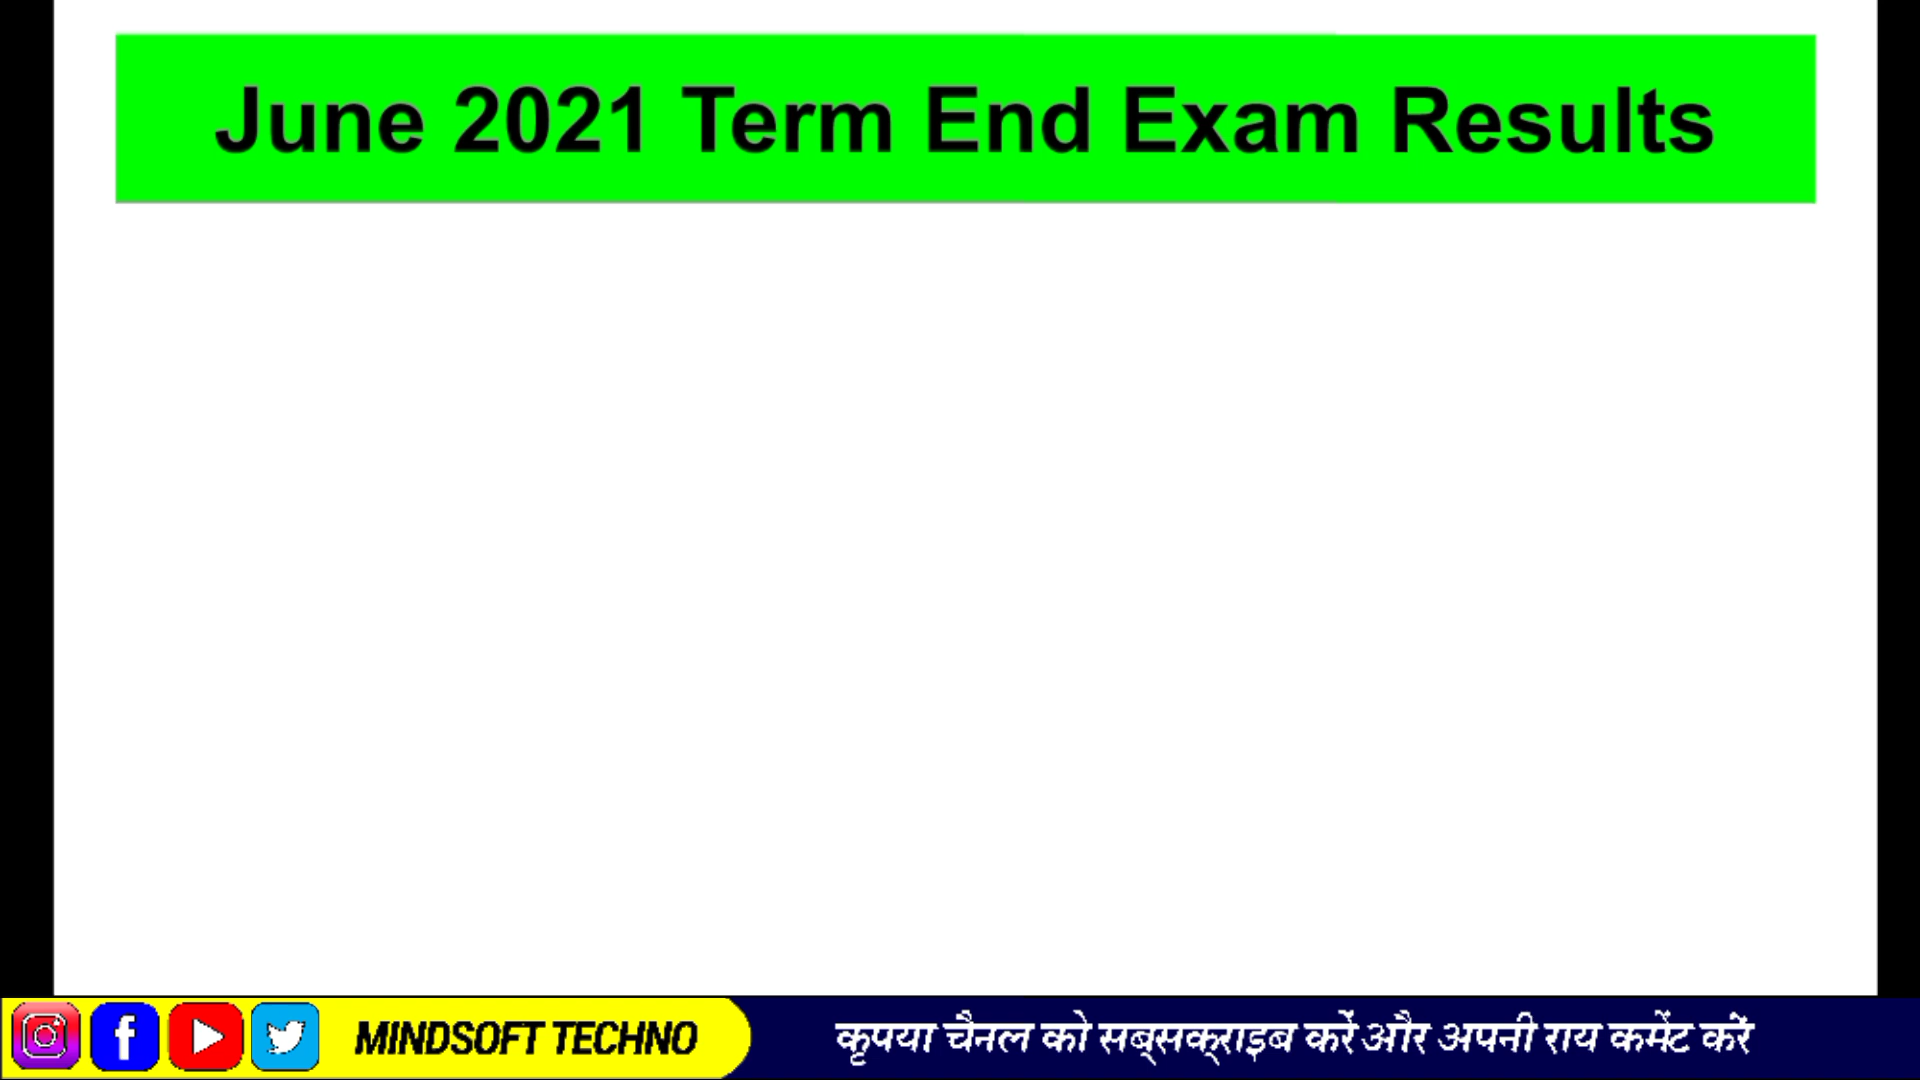 June 2021 Term End Exam Results
MINDSOFT TECHNO
कृपया चैनल को सब्सक्राइब करें और अपनी राय कमेंट करें